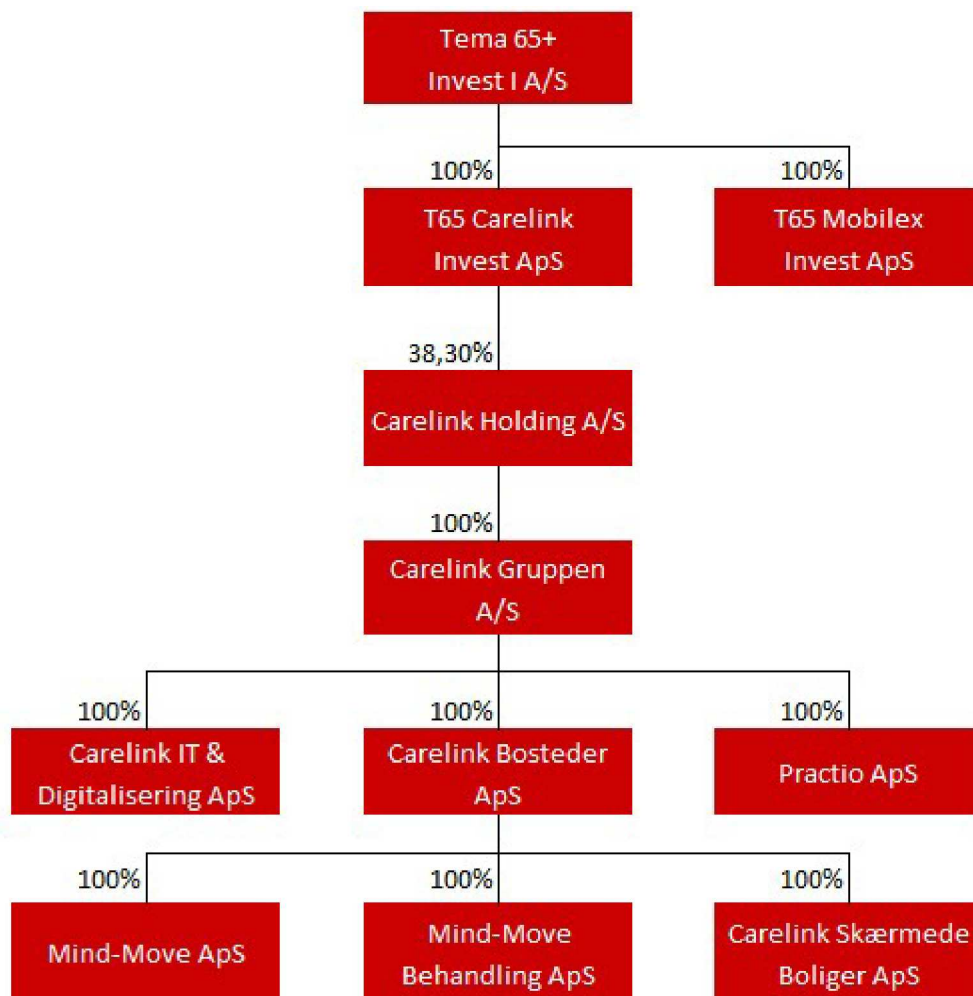 Tema 65+
Invest I A/S
100%
100%
T65 Carelink
Invest ApS
T65 Mobilex
Invest ApS
38,30%
Carelink Holding A/S
100%
Carelink Gruppen
A/S
100%
100%
100%
Carelink IT &
Digitalisering ApS
Carelink Bosteder
ApS
Practio ApS
100%
100%
100%
Mind-Move ApS
Mind-Move
Behandling ApS
Carelink Skærmede
Boliger ApS